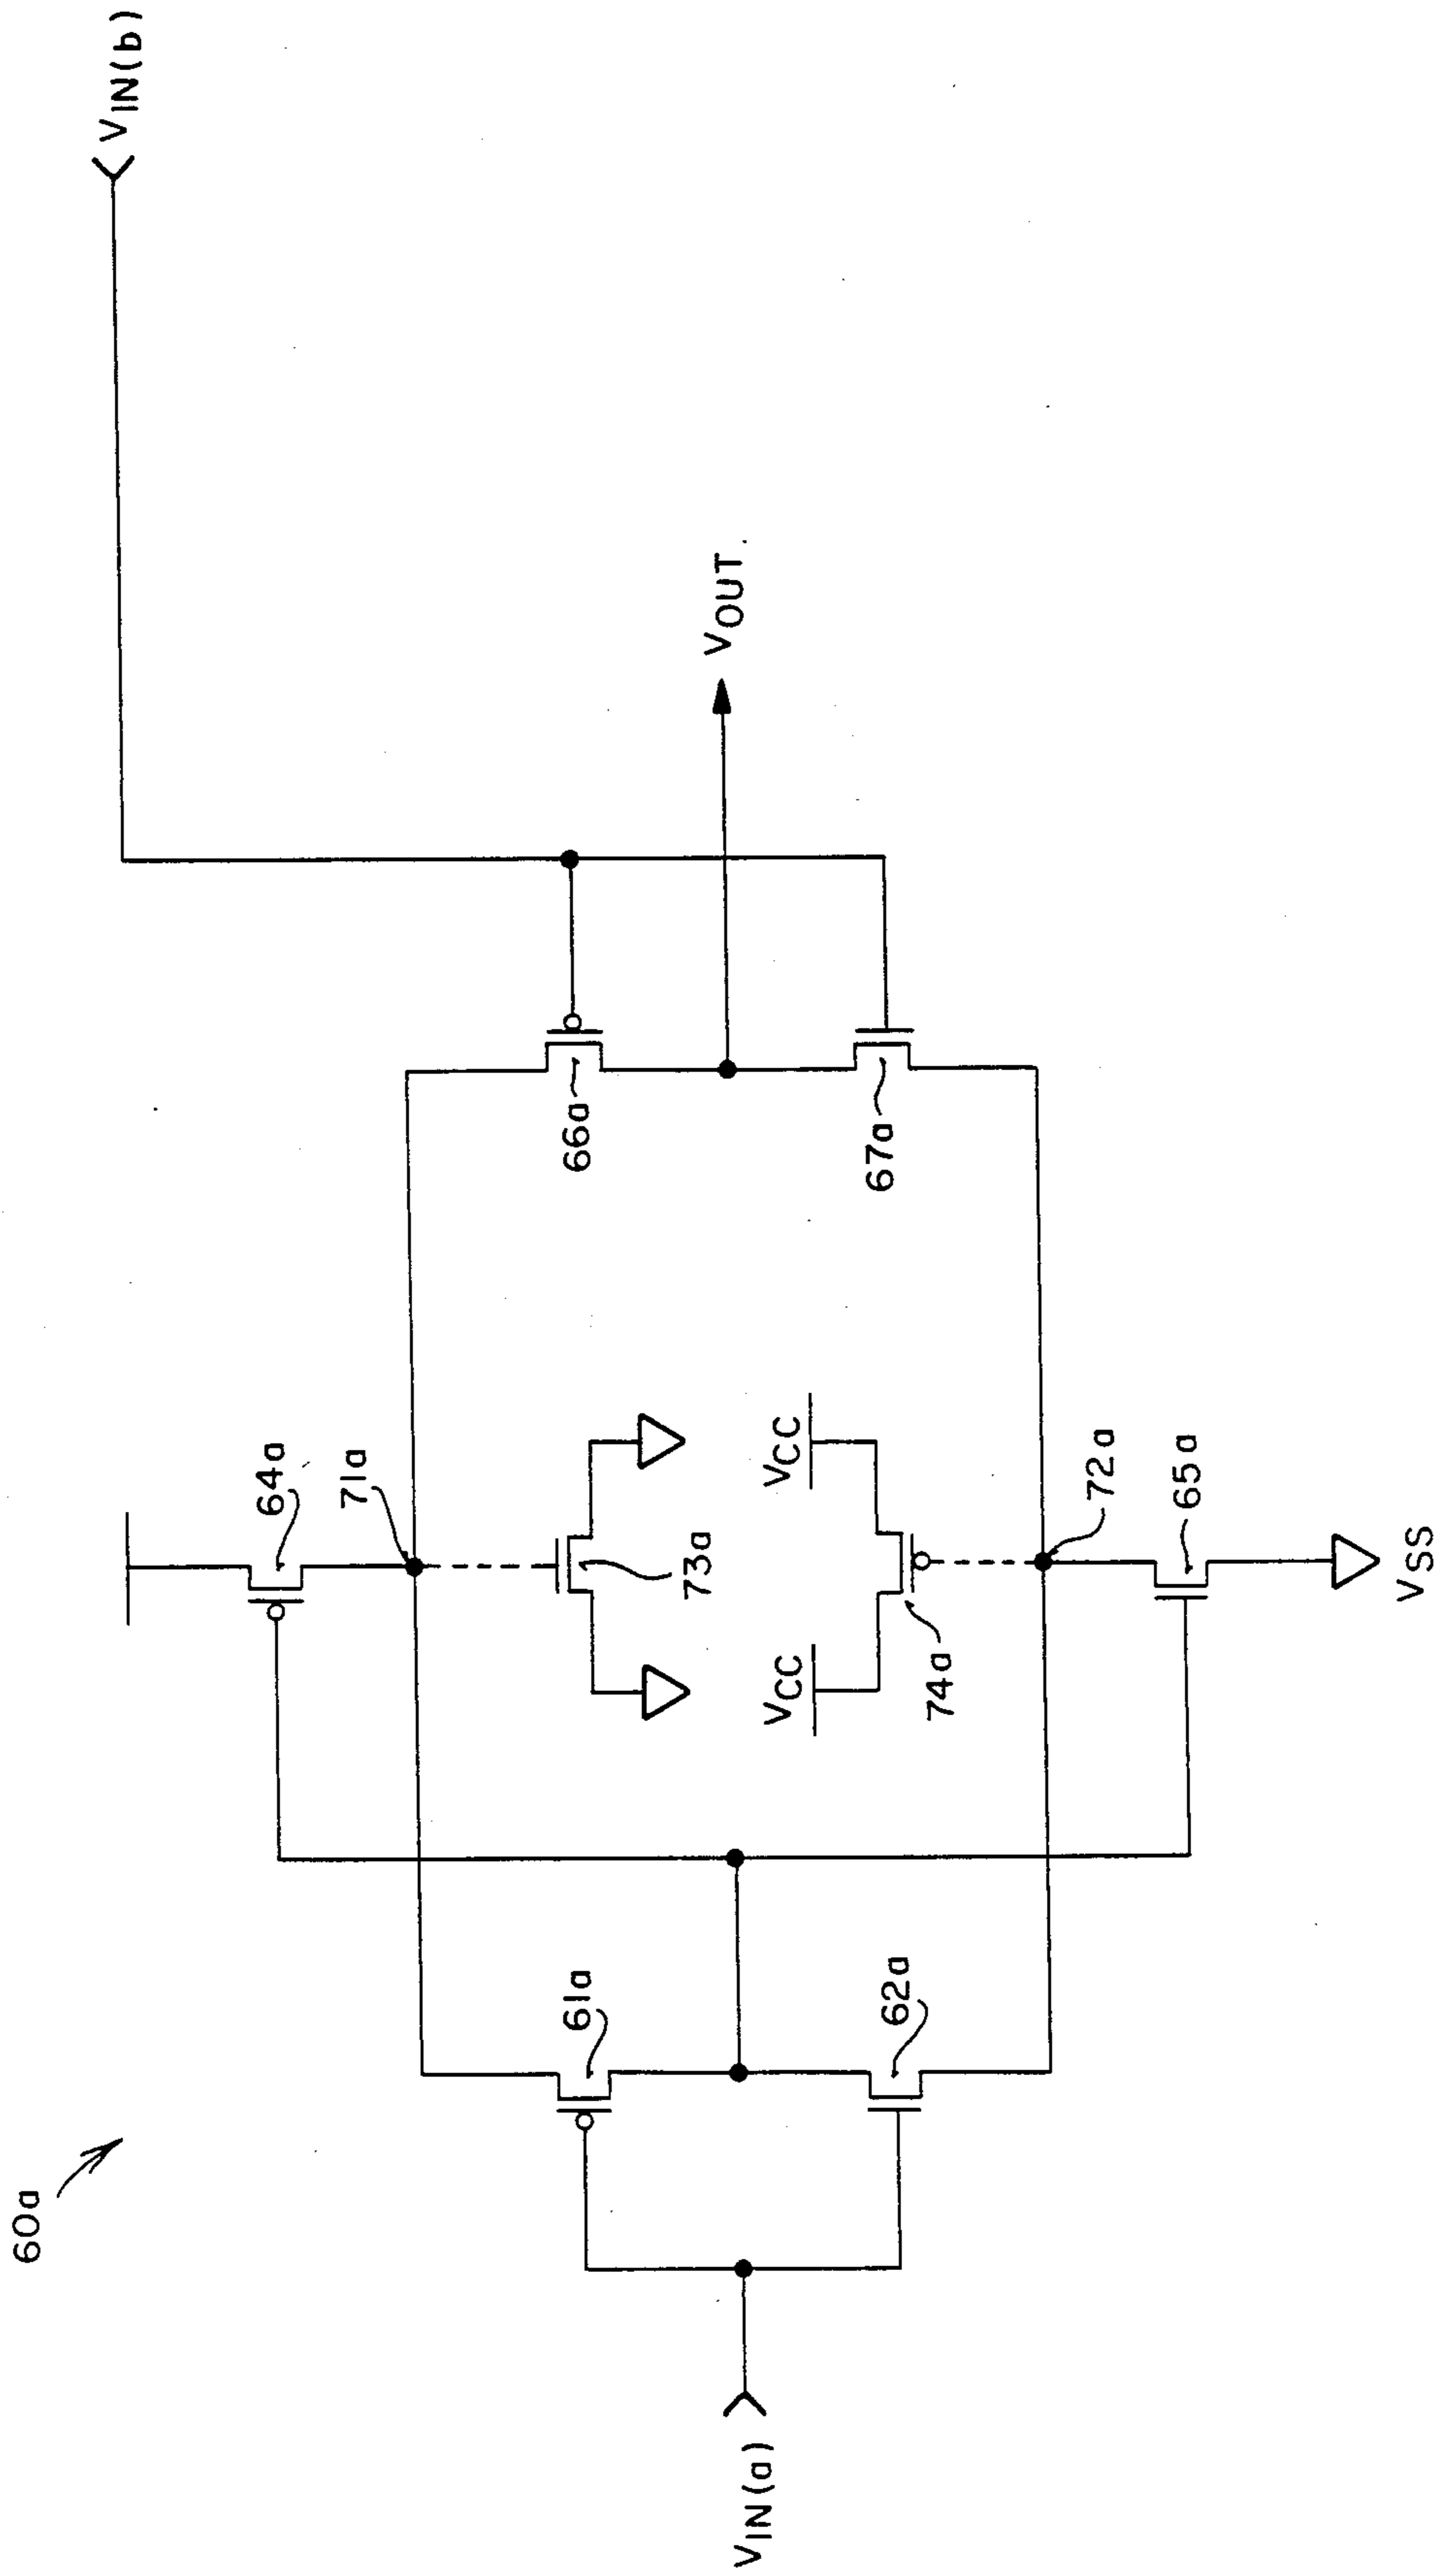 60a
VIN(a)
VIN(b)
VOUT
61a
62a
64a
71a
73a
VCC
VCC
74a
72a
65a
VSS
66a
67a